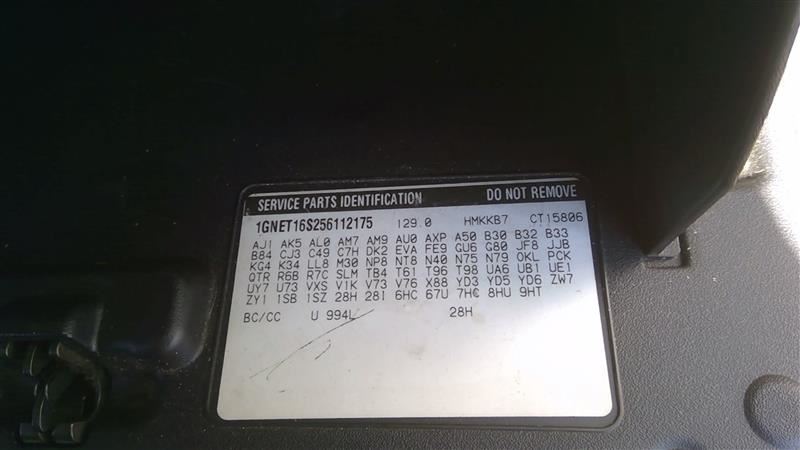 SERVICE PARTS IDENTIFICATION DO NOT REMOVE
1GNET16S256112175 129.0 HMKKB7 CT15806
AJ1 AK5 AL0 AM7 AM9 AU0 AXP A50 B30 B32 B33
B84 CJ3 C49 C7H DK2 EVA FE9 GU6 G80 JF8 JJB
KG4 K34 LL8 M30 NP8 NT8 N40 N75 N79 OKL PCK
QTR R6B R7C SLM TB4 T61 T96 T98 UA6 UB1 UE1
UY7 U73 VXS V1K V73 V76 X88 YD3 YD5 YD6 ZW7
ZY1 1SB 1SZ 28H 28I 6HC 67U 7HC 8HU 9HT
BC/CC U 994L 28H